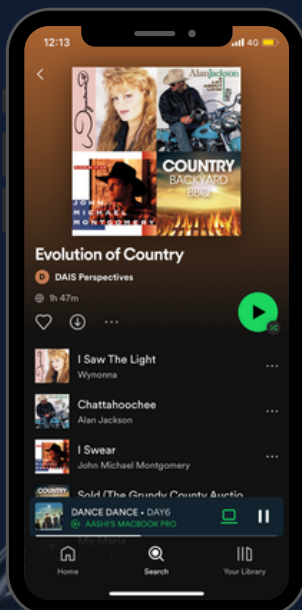 12:13
4G
Wynonna
Alan Jackson
COUNTRY
BACKYARD
BBQ
JOHN
MICHAEL
MONTGOMERY
Evolution of Country
D DAIS Perspectives
1h 47m
I Saw The Light
Wynonna
Chattahoochee
Alan Jackson
I Swear
John Michael Montgomery
COUNTRY
Sold (The Grundy County Auctio
DANCE DANCE • DAY6
AASHI'S MACBOOK PRO
My Maria
Home
Search
Your Library